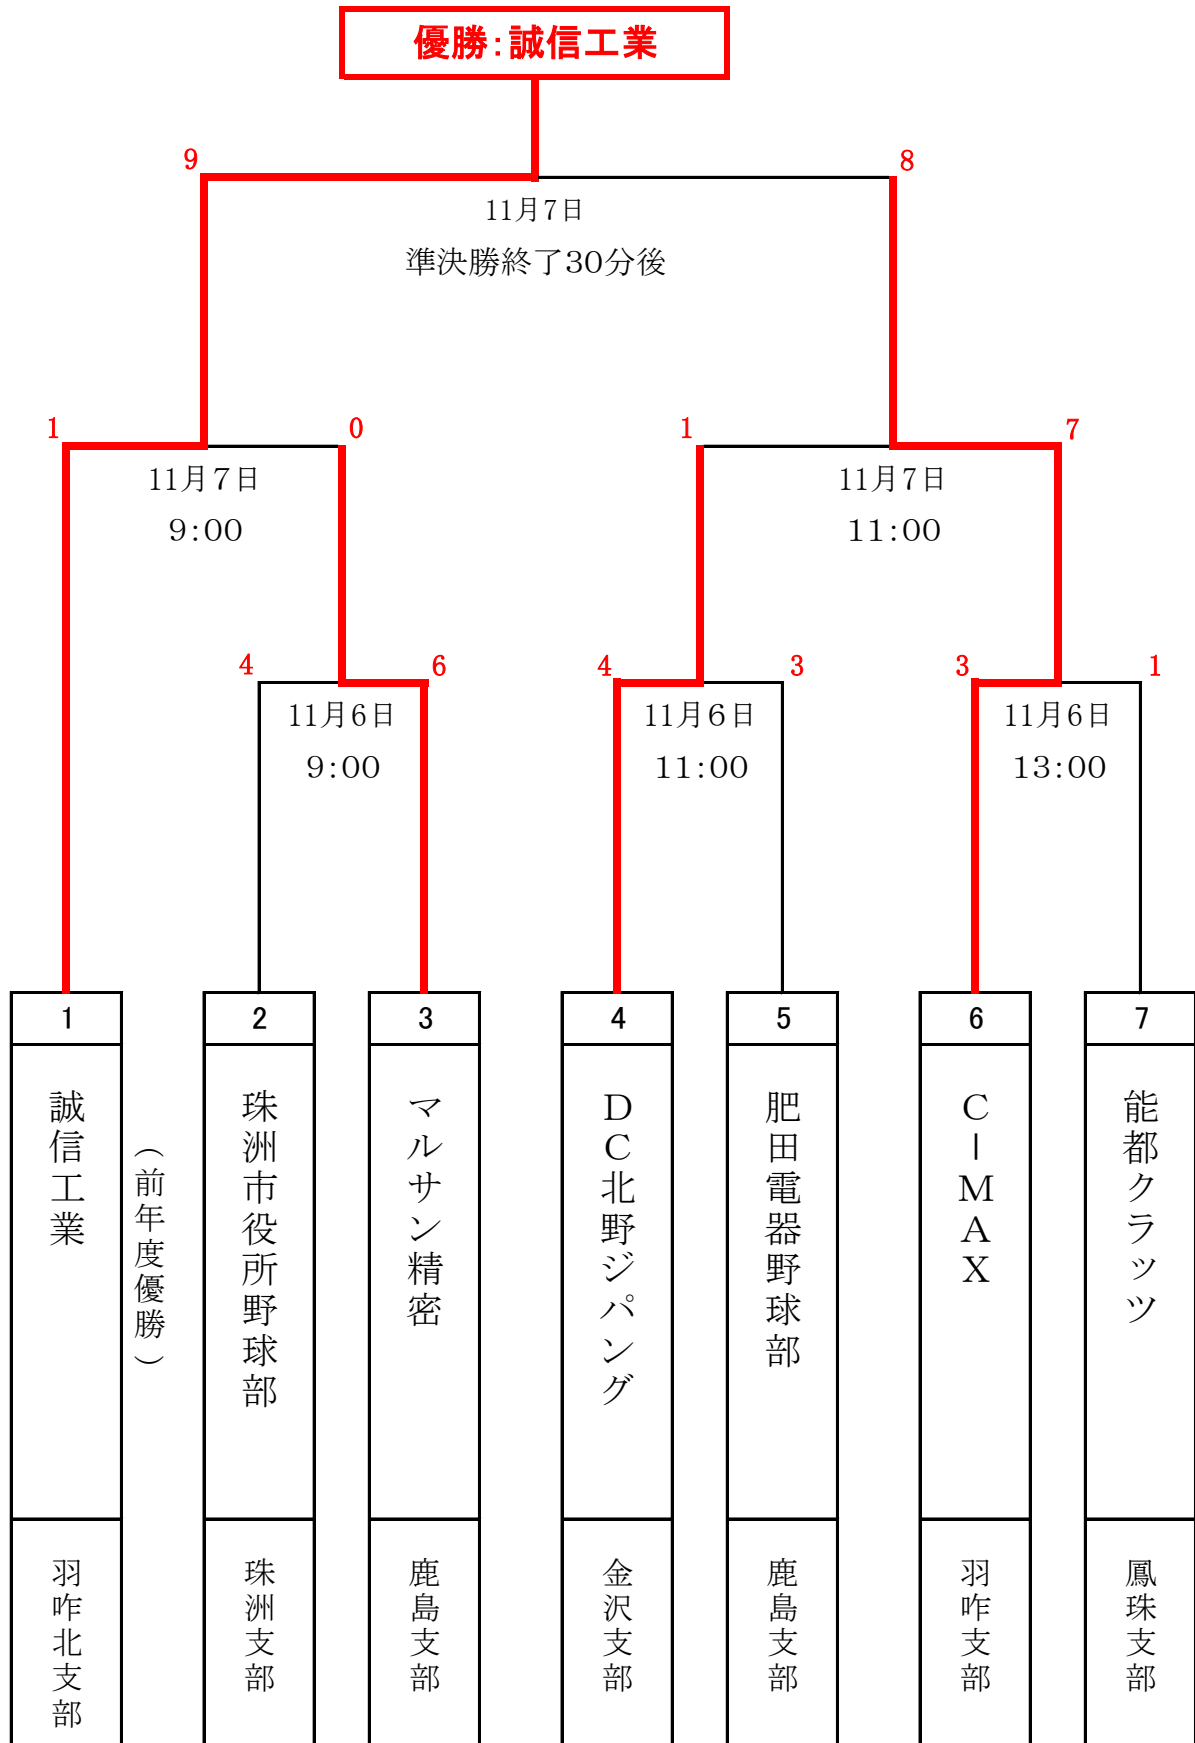 優勝：誠信工業
9
8
11月7日
準決勝終了30分後
1
0
1
7
11月７日
9：00
11月7日
11：00
4
6
4
3
3
1
11月6日
9：00
11月６日
11：00
11月6日
13：00
1
2
3
4
5
6
7
誠信工業
（前年度優勝）
珠洲市役所野球部
マルサン精密
ＤＣ北野ジパング
肥田電器野球部
Ｃ－ＭＡＸ
能都クラッツ
羽咋北支部
珠洲支部
鹿島支部
金沢支部
鹿島支部
羽咋支部
鳳珠支部